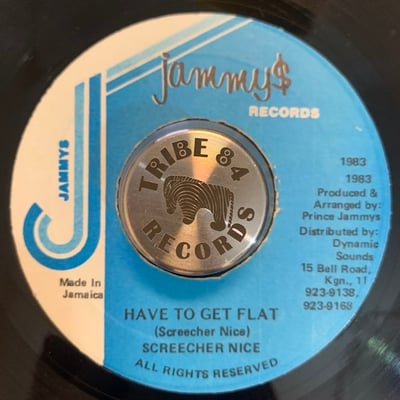 jammy$
RECORDS
JAMMYS
TRIBE 84
RECORDS
1983
1983
Produced &
Arranged by:
Prince Jammys
Distributed by:
Dynamic
Sounds
15 Bell Road,
Kgn., 11
923-9138,
923-9168
Made In
Jamaica
HAVE TO GET FLAT
(Screecher Nice)
SCREECHER NICE
ALL RIGHTS RESERVED